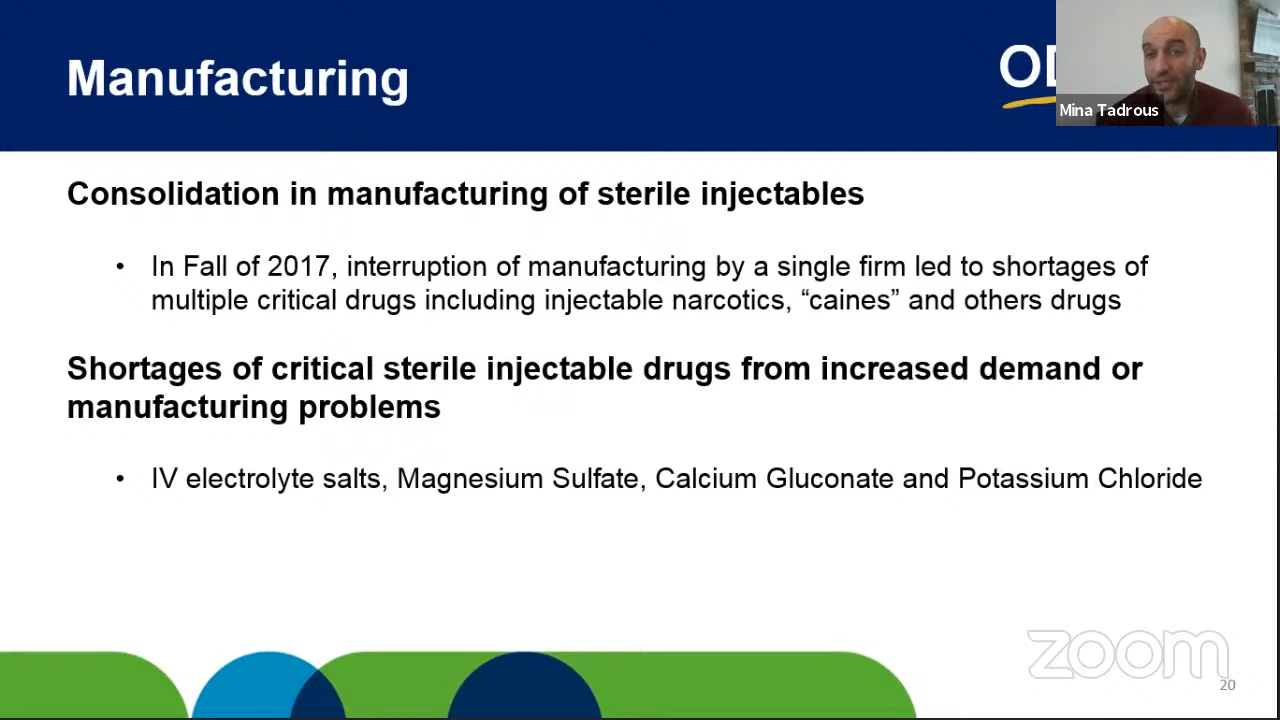 Manufacturing
Mina Tadrous
Consolidation in manufacturing of sterile injectables
• In Fall of 2017, interruption of manufacturing by a single firm led to shortages of
multiple critical drugs including injectable narcotics, “caines” and others drugs
Shortages of critical sterile injectable drugs from increased demand or
manufacturing problems
• IV electrolyte salts, Magnesium Sulfate, Calcium Gluconate and Potassium Chloride
zoom
20